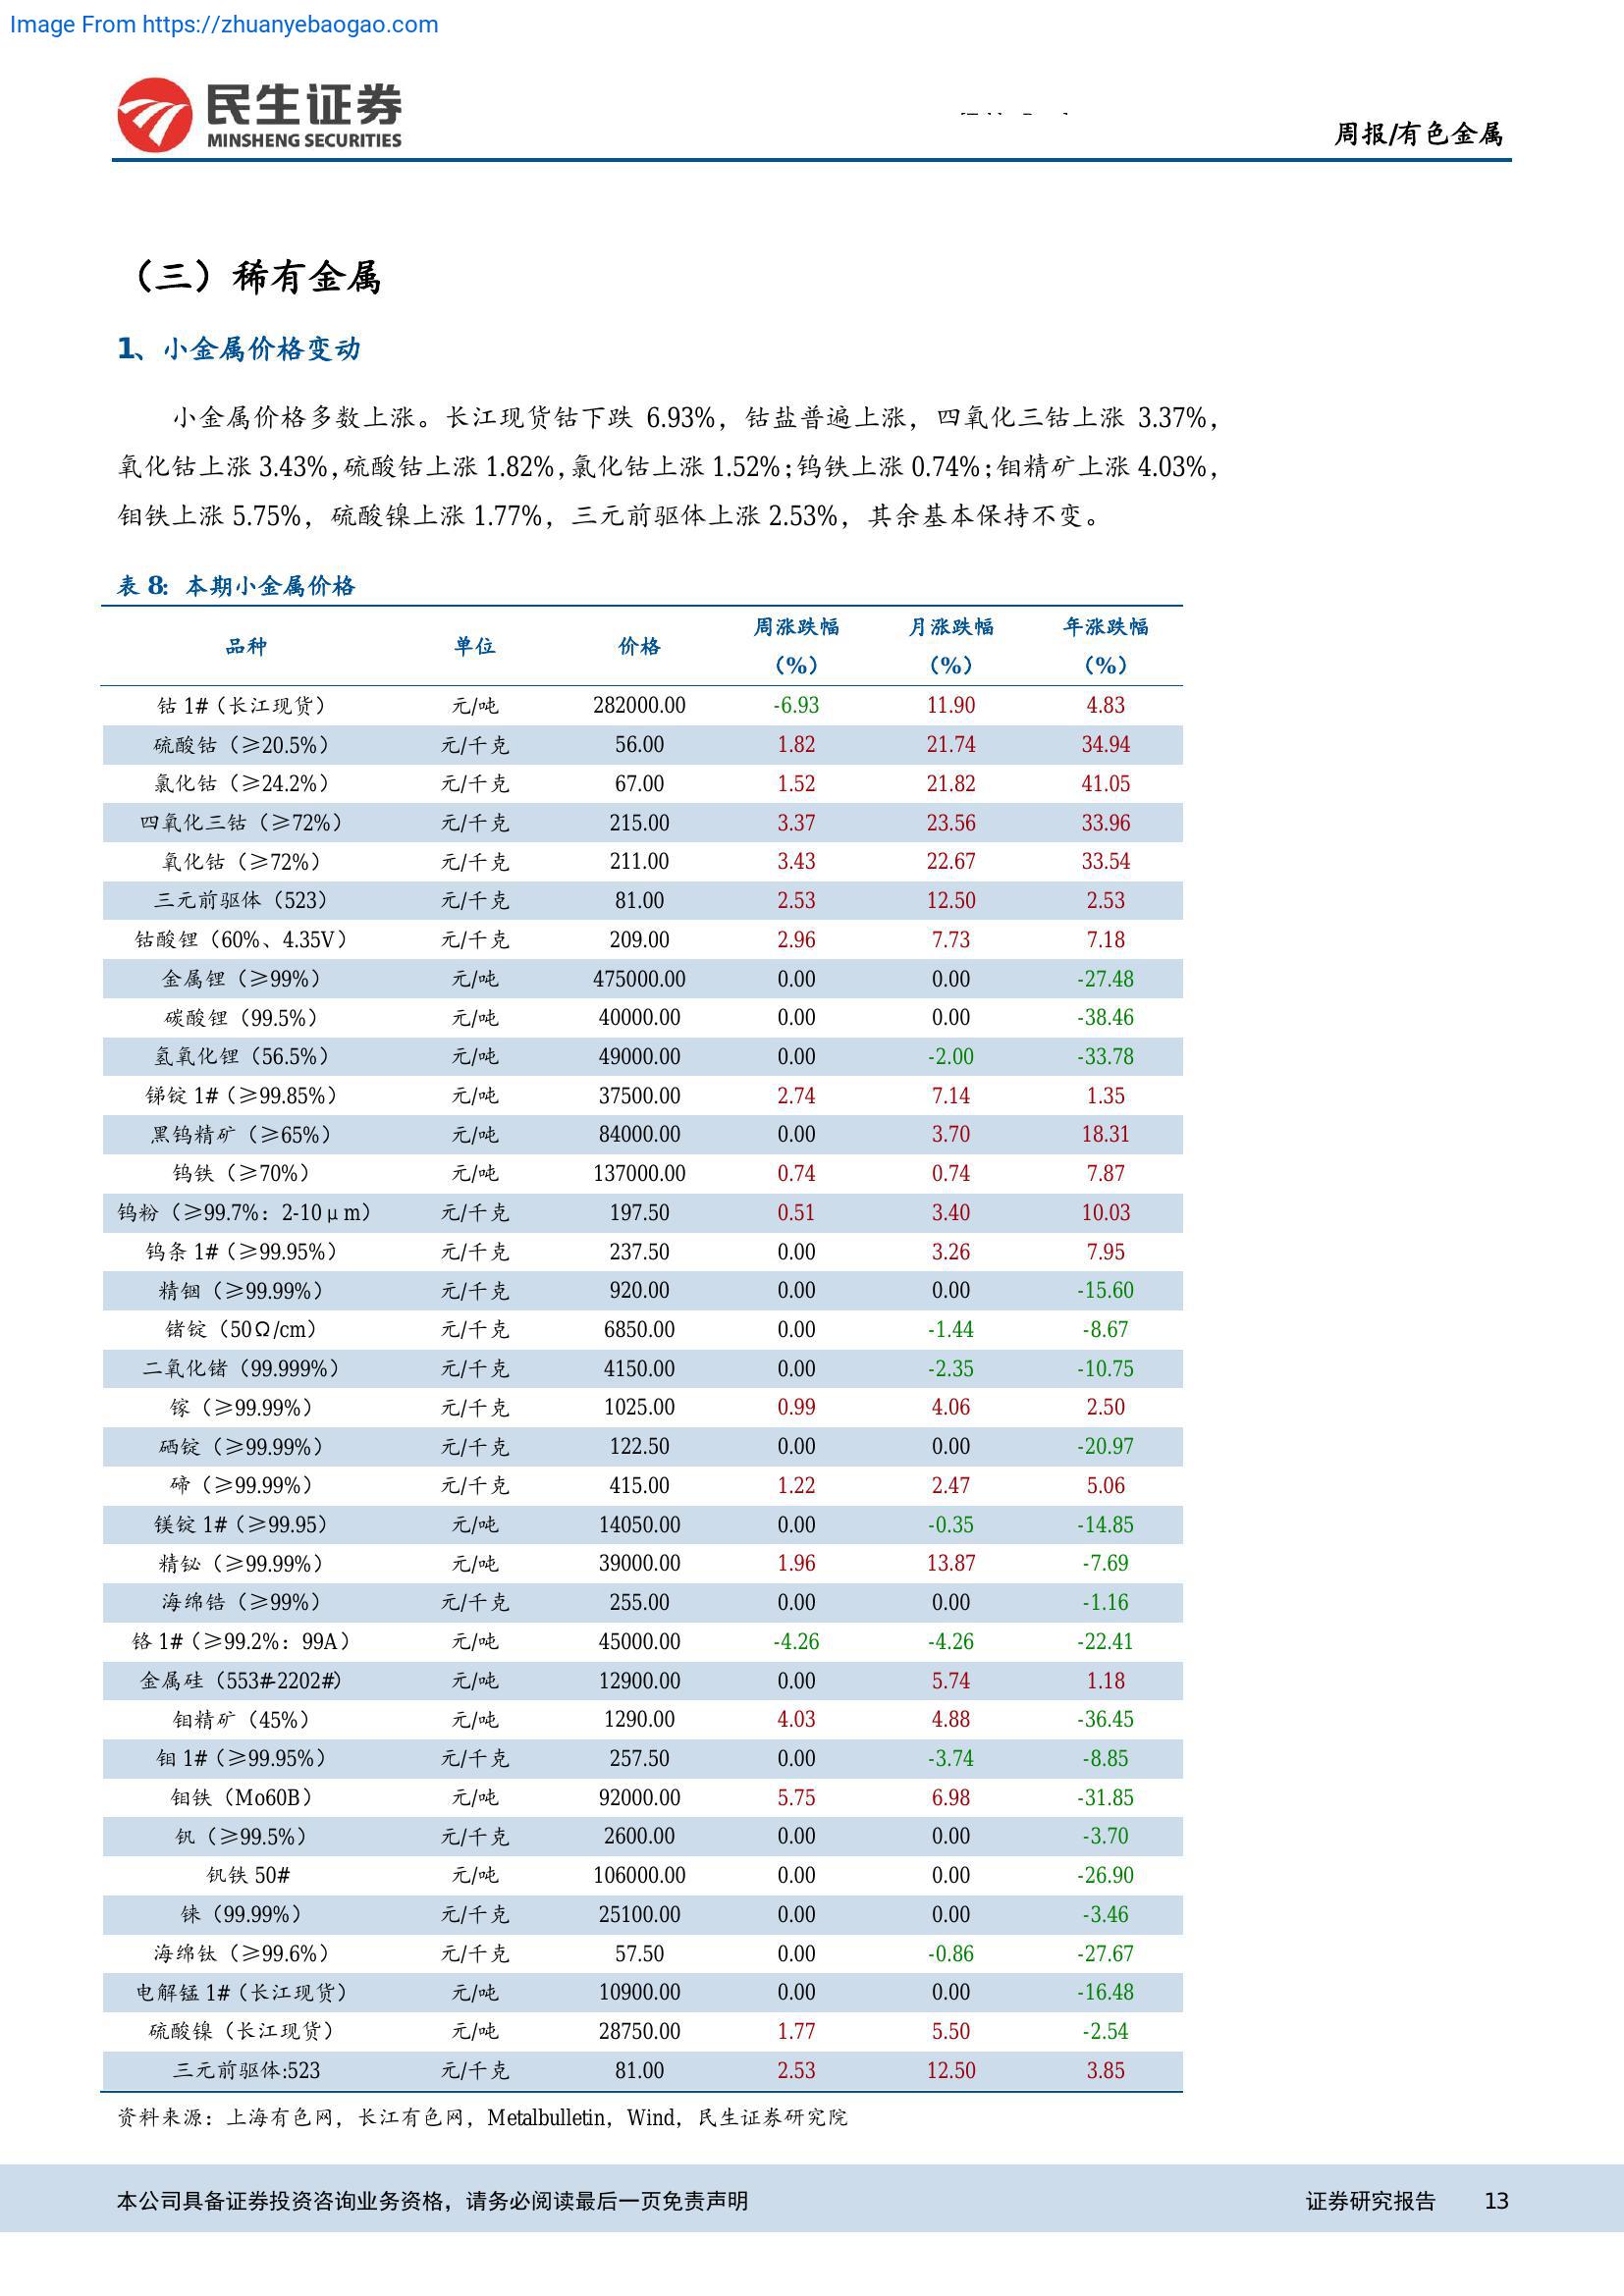 Image From https://zhuanyebaogao.com
民生证券
MINSHENG SECURITIES
周报/有色金属
（三）稀有金属
1、小金属价格变动
小金属价格多数上涨。长江现货钴下跌 6.93%，钴盐普遍上涨，四氧化三钴上涨 3.37%，
氧化钴上涨 3.43%，硫酸钴上涨 1.82%，氯化钴上涨 1.52%；钨铁上涨 0.74%；钼精矿上涨 4.03%，
钼铁上涨 5.75%，硫酸镍上涨 1.77%，三元前驱体上涨 2.53%，其余基本保持不变。
表 8：本期小金属价格
品种 单位 价格 周涨跌幅（%） 月涨跌幅（%） 年涨跌幅（%）
钴 1#（长江现货） 元/吨 282000.00 -6.93 11.90 4.83
硫酸钴（≥20.5%） 元/千克 56.00 1.82 21.74 34.94
氯化钴（≥24.2%） 元/千克 67.00 1.52 21.82 41.05
四氧化三钴（≥72%） 元/千克 215.00 3.37 23.56 33.96
氧化钴（≥72%） 元/千克 211.00 3.43 22.67 33.54
三元前驱体（523） 元/千克 81.00 2.53 12.50 2.53
钴酸锂（60%、4.35V） 元/千克 209.00 2.96 7.73 7.18
金属锂（≥99%） 元/吨 475000.00 0.00 0.00 -27.48
碳酸锂（99.5%） 元/吨 40000.00 0.00 0.00 -38.46
氢氧化锂（56.5%） 元/吨 49000.00 0.00 -2.00 -33.78
锑锭 1#（≥99.85%） 元/吨 37500.00 2.74 7.14 1.35
黑钨精矿（≥65%） 元/吨 84000.00 0.00 3.70 18.31
钨铁（≥70%） 元/吨 137000.00 0.74 0.74 7.87
钨粉（≥99.7%：2-10μm） 元/千克 197.50 0.51 3.40 10.03
钨条 1#（≥99.95%） 元/千克 237.50 0.00 3.26 7.95
精铟（≥99.99%） 元/千克 920.00 0.00 0.00 -15.60
锗锭（50Ω/cm） 元/千克 6850.00 0.00 -1.44 -8.67
二氧化锗（99.999%） 元/千克 4150.00 0.00 -2.35 -10.75
镓（≥99.99%） 元/千克 1025.00 0.99 4.06 2.50
硒锭（≥99.99%） 元/千克 122.50 0.00 0.00 -20.97
碲（≥99.99%） 元/千克 415.00 1.22 2.47 5.06
镁锭 1#（≥99.95） 元/吨 14050.00 0.00 -0.35 -14.85
精铋（≥99.99%） 元/吨 39000.00 1.96 13.87 -7.69
海绵锆（≥99%） 元/千克 255.00 0.00 0.00 -1.16
铬 1#（≥99.2%：99A） 元/吨 45000.00 -4.26 -4.26 -22.41
金属硅（553#-2202#） 元/吨 12900.00 0.00 5.74 1.18
钼精矿（45%） 元/吨 1290.00 4.03 4.88 -36.45
钼 1#（≥99.95%） 元/千克 257.50 0.00 -3.74 -8.85
钼铁（Mo60B） 元/吨 92000.00 5.75 6.98 -31.85
钒（≥99.5%） 元/千克 2600.00 0.00 0.00 -3.70
钒铁 50# 元/吨 106000.00 0.00 0.00 -26.90
铼（99.99%） 元/千克 25100.00 0.00 0.00 -3.46
海绵钛（≥99.6%） 元/千克 57.50 0.00 -0.86 -27.67
电解锰 1#（长江现货） 元/吨 10900.00 0.00 0.00 -16.48
硫酸镍（长江现货） 元/吨 28750.00 1.77 5.50 -2.54
三元前驱体:523 元/千克 81.00 2.53 12.50 3.85
资料来源：上海有色网，长江有色网，Metalbulletin，Wind，民生证券研究院
本公司具备证券投资咨询业务资格，请务必阅读最后一页免责声明 证券研究报告 13